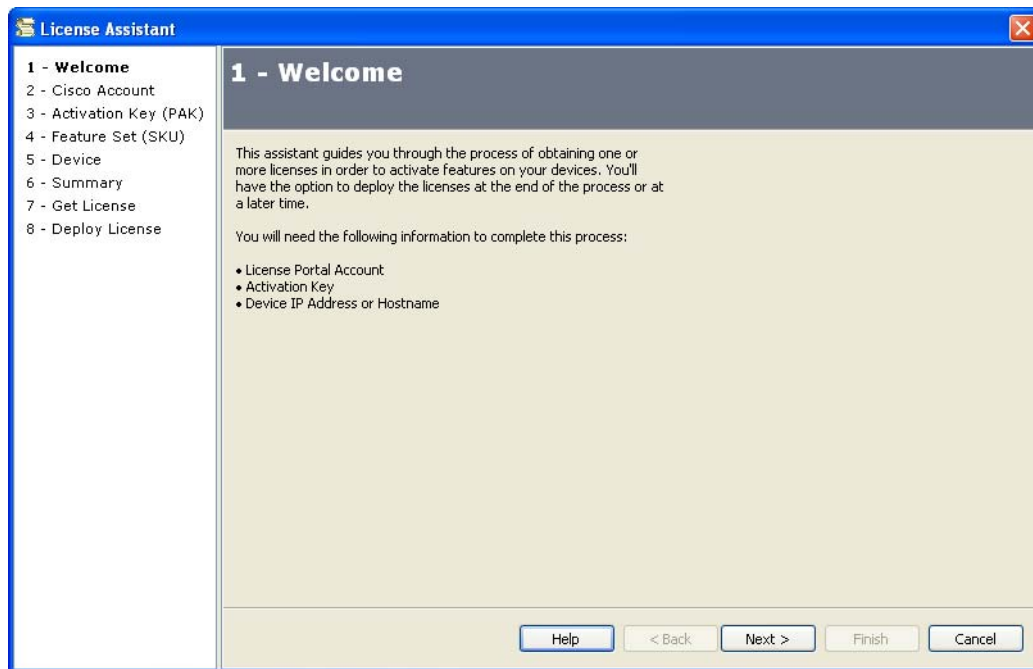 License Assistant
1 - Welcome
2 - Cisco Account
3 - Activation Key (PAK)
4 - Feature Set (SKU)
5 - Device
6 - Summary
7 - Get License
8 - Deploy License
1 - Welcome
This assistant guides you through the process of obtaining one or
more licenses in order to activate features on your devices. You'll
have the option to deploy the licenses at the end of the process or at
a later time.
You will need the following information to complete this process:
• License Portal Account
• Activation Key
• Device IP Address or Hostname
Help < Back Next > Finish Cancel